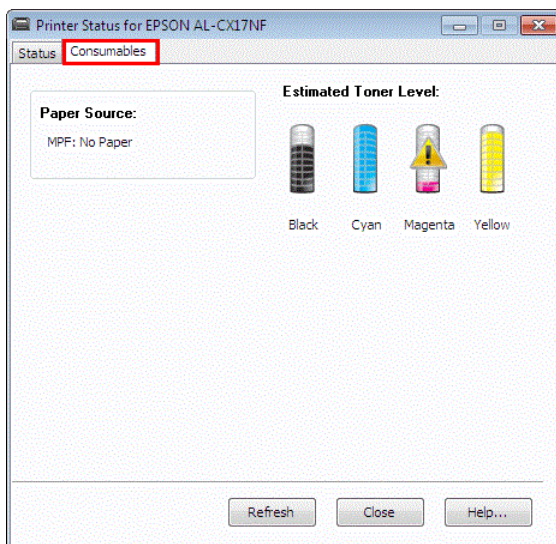 Printer Status for EPSON AL-CX17NF
Status Consumables
Paper Source:
MPF: No Paper
Estimated Toner Level:
Black Cyan Magenta Yellow
Refresh Close Help...